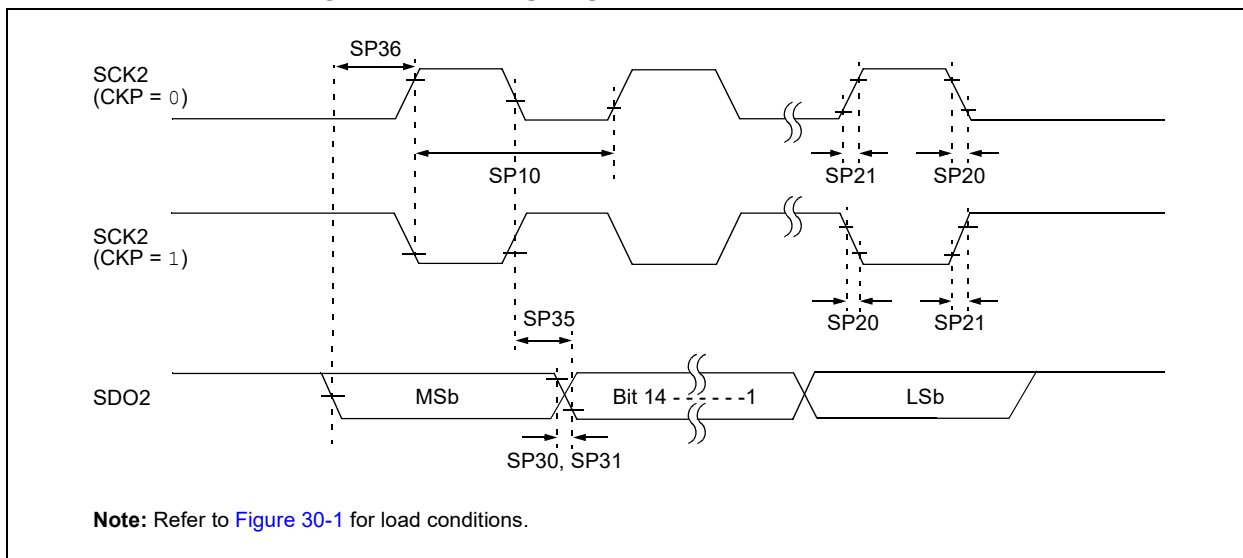 SP36
SCK2
(CKP = 0)
SP10
SP21
SP20
SCK2
(CKP = 1)
SP35
SP20
SP21
SDO2
MSb
Bit 14 - - - - - -1
LSb
SP30, SP31
Note: Refer to Figure 30-1 for load conditions.